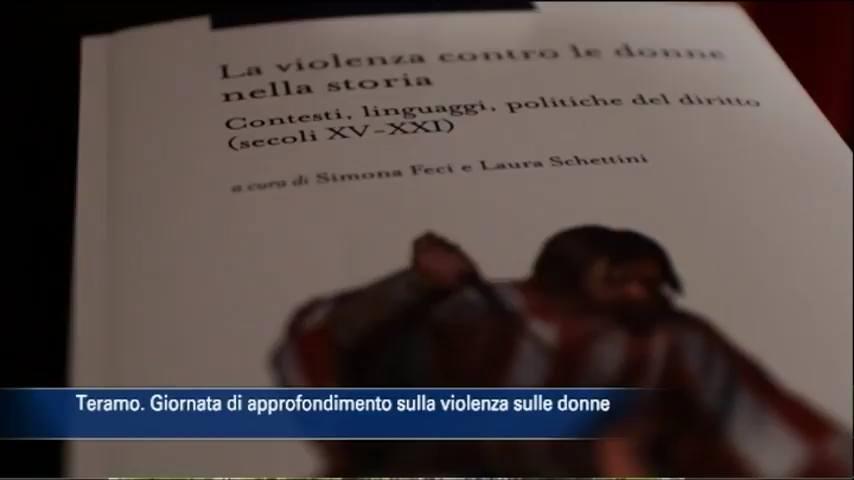 La violenza contro le donne
nella storia
Contesti, linguaggi, politiche del diritto
(secoli XV-XXI)
a cura di Simona Feci e Laura Schettini
Teramo. Giornata di approfondimento sulla violenza sulle donne